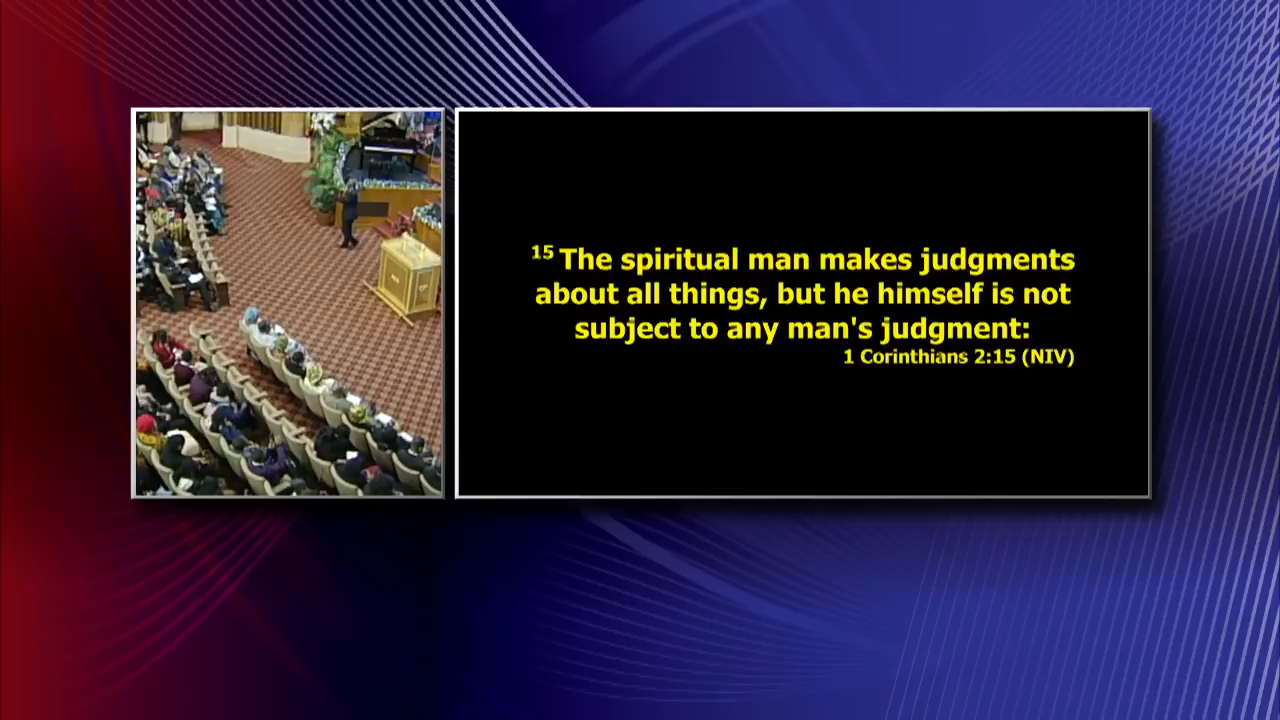 15 The spiritual man makes judgments
about all things, but he himself is not
subject to any man's judgment:
1 Corinthians 2:15 (NIV)